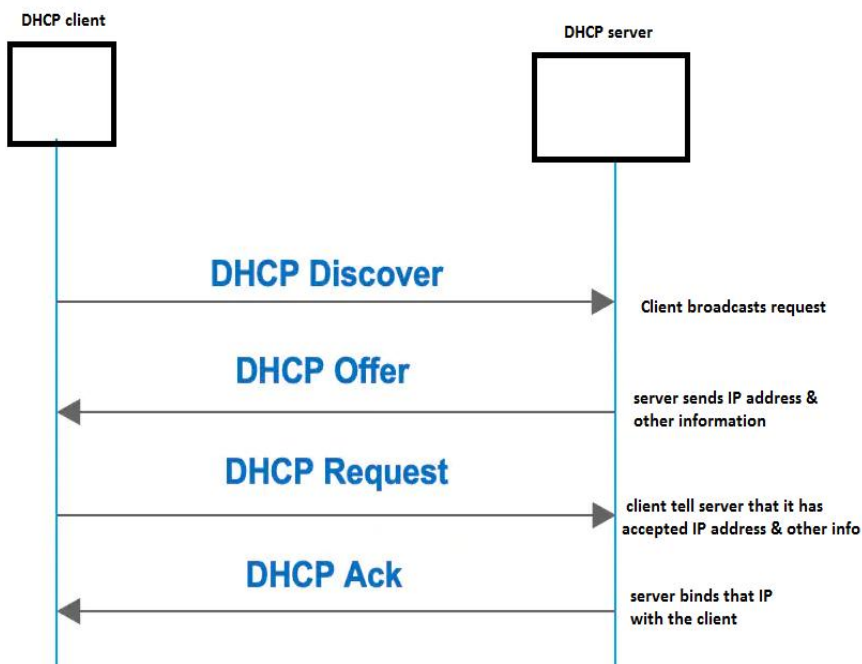 DHCP client
DHCP server
DHCP Discover
Client broadcasts request
DHCP Offer
server sends IP address &
other information
DHCP Request
client tell server that it has
accepted IP address & other info
DHCP Ack
server binds that IP
with the client